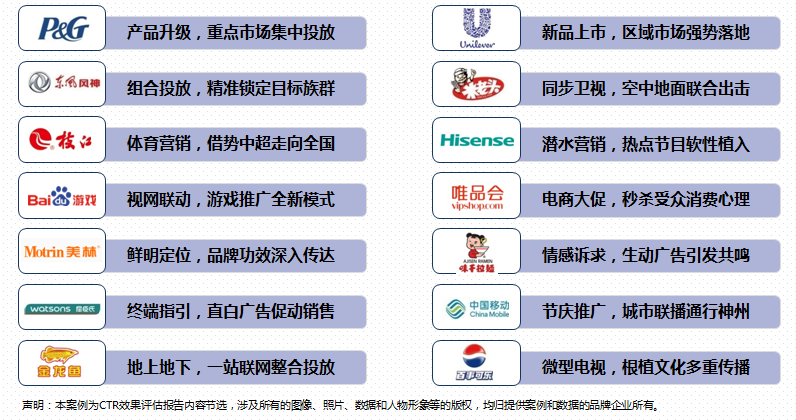 P&G 产品升级，重点市场集中投放
Unilever 新品上市，区域市场强势落地
东风风神 组合投放，精准锁定目标族群
米老头 同步卫视，空中地面联合出击
枝江 体育营销，借势中超走向全国
Hisense 潜水营销，热点节目软性植入
Bai du 游戏 视网联动，游戏推广全新模式
唯品会 vipshop.com 电商大促，秒杀受众消费心理
Motrin 美林 鲜明定位，品牌功效深入传达
AJISEN RAMEN 味千拉麺 情感诉求，生动广告引发共鸣
watsons 屈臣氏 终端指引，直白广告促动销售
中国移动 China Mobile 节庆推广，城市联播通行神州
金龙鱼 地上地下，一站联网整合投放
百事可乐 微型电视，根植文化多重传播
声明：本案例为CTR效果评估报告内容节选，涉及所有的图像、照片、数据和人物形象等的版权，均归提供案例和数据的品牌企业所有。